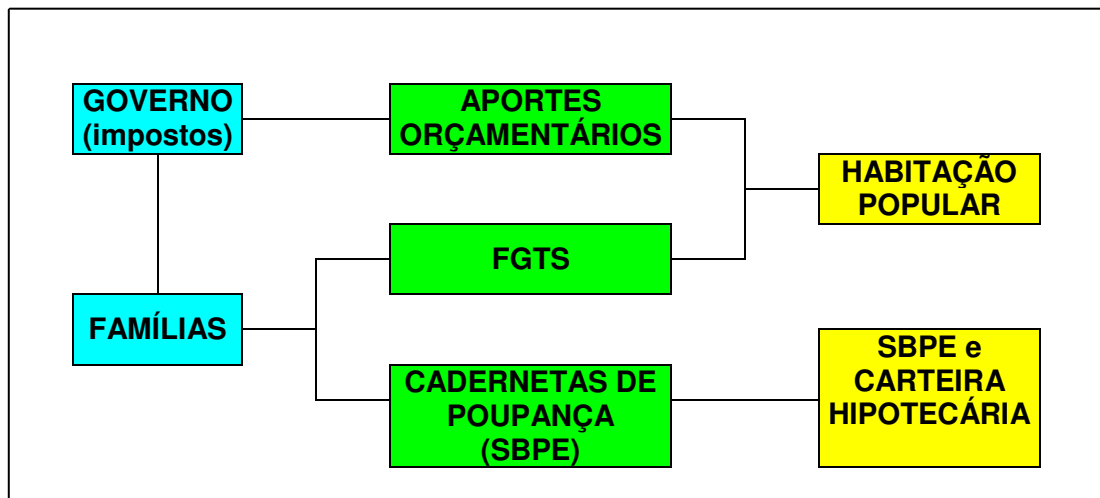 GOVERNO
(impostos)
APORTES
ORÇAMENTÁRIOS
HABITAÇÃO
POPULAR
FGTS
FAMÍLIAS
CADERNETAS DE
POUPANÇA
(SBPE)
SBPE e
CARTEIRA
HIPOTECÁRIA